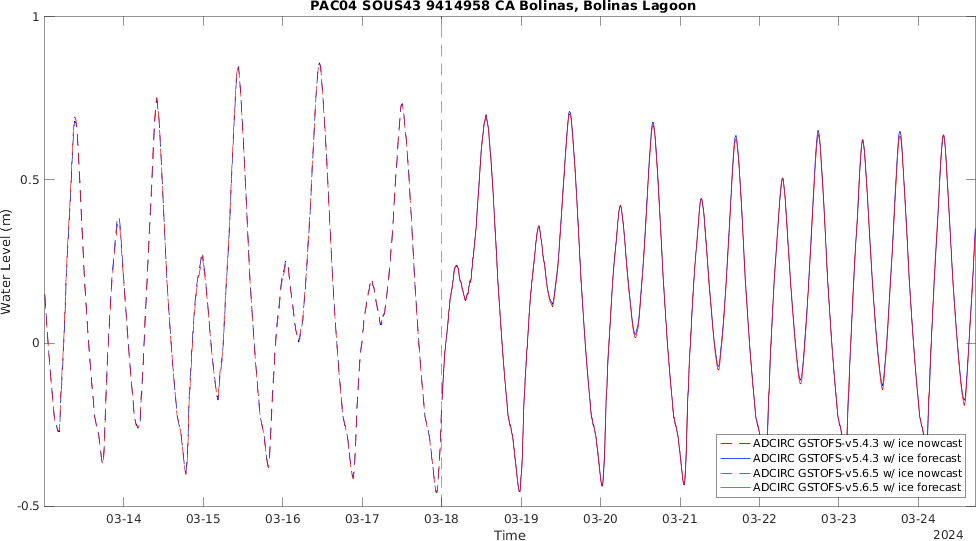 PAC04 SOUS43 9414958 CA Bolinas, Bolinas Lagoon
1
0.5
0
-0.5
Water Level (m)
03-14 03-15 03-16 03-17 03-18 03-19 03-20 03-21 03-22 03-23 03-24
2024
Time
ADCIRC GSTOFS-v5.4.3 w/ ice nowcast
ADCIRC GSTOFS-v5.4.3 w/ ice forecast
ADCIRC GSTOFS-v5.6.5 w/ ice nowcast
ADCIRC GSTOFS-v5.6.5 w/ ice forecast